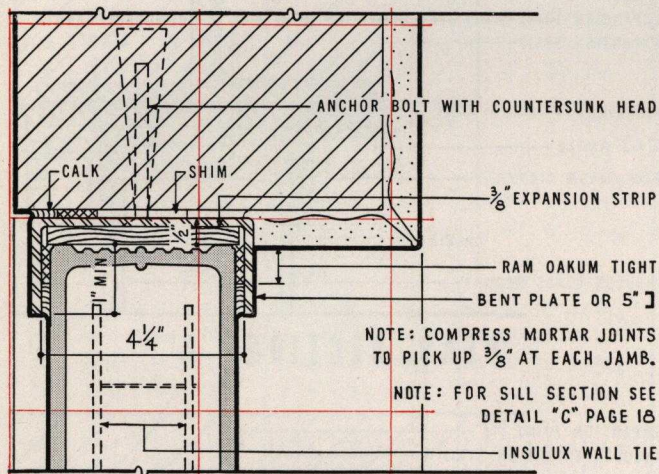 ANCHOR BOLT WITH COUNTERSUNK HEAD
CALK
SHIM
3/8" EXPANSION STRIP
1/2"
RAM OAKUM TIGHT
1" MIN
BENT PLATE OR 5" ]
4 1/4"
NOTE: COMPRESS MORTAR JOINTS
TO PICK UP 3/8" AT EACH JAMB.
NOTE: FOR SILL SECTION SEE
DETAIL "C" PAGE 18
INSULUX WALL TIE